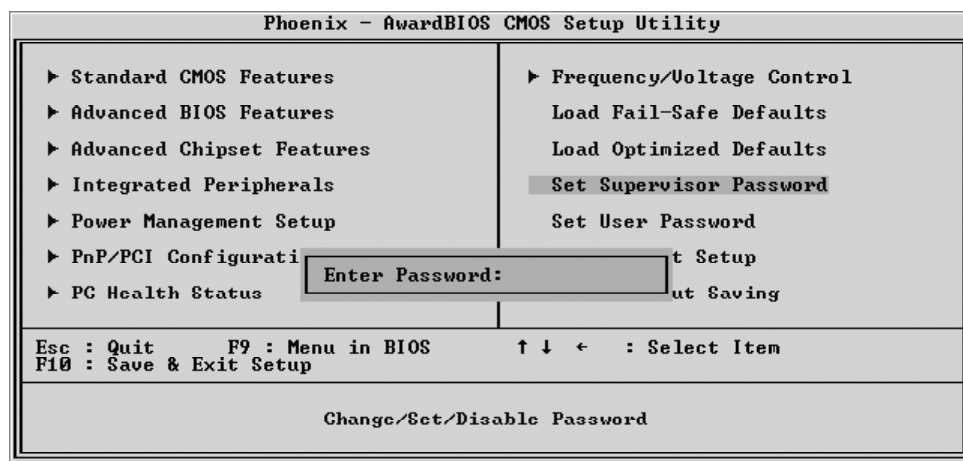 Phoenix – AwardBIOS CMOS Setup Utility
▶ Standard CMOS Features
▶ Advanced BIOS Features
▶ Advanced Chipset Features
▶ Integrated Peripherals
▶ Power Management Setup
▶ PnP/PCI Configurati
▶ PC Health Status
▶ Frequency/Voltage Control
Load Fail-Safe Defaults
Load Optimized Defaults
Set Supervisor Password
Set User Password
t Setup
ut Saving
Enter Password:
Esc : Quit F9 : Menu in BIOS ↑ ↓ ← : Select Item
F10 : Save & Exit Setup
Change/Set/Disable Password